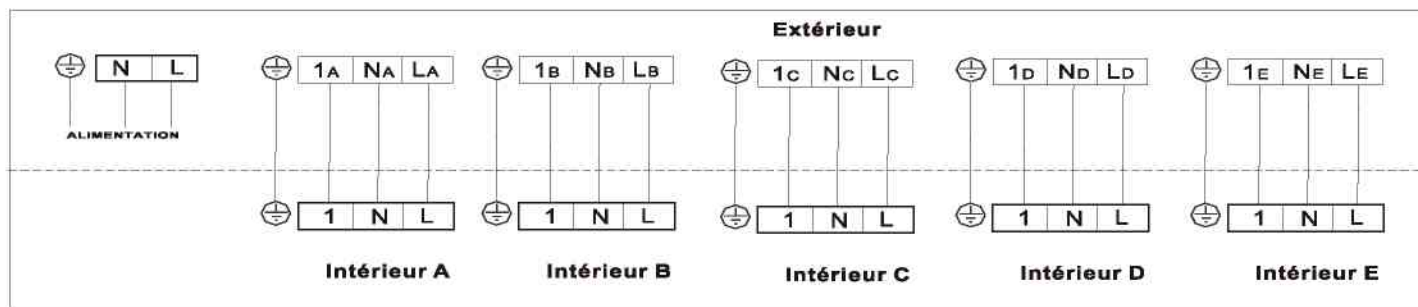 Extérieur
N L 1A NA LA 1B NB LB 1C NC LC 1D ND LD 1E NE LE
ALIMENTATION
1 N L 1 N L 1 N L 1 N L 1 N L
Intérieur A Intérieur B Intérieur C Intérieur D Intérieur E